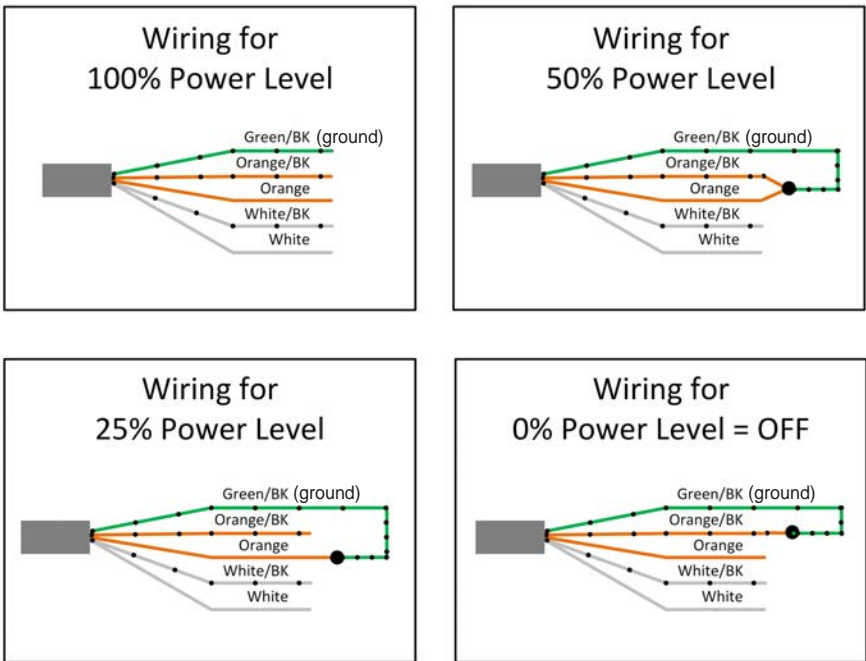 Wiring for
100% Power Level
Green/BK (ground)
Orange/BK
Orange
White/BK
White
Wiring for
50% Power Level
Green/BK (ground)
Orange/BK
Orange
White/BK
White
Wiring for
25% Power Level
Green/BK (ground)
Orange/BK
Orange
White/BK
White
Wiring for
0% Power Level = OFF
Green/BK (ground)
Orange/BK
Orange
White/BK
White